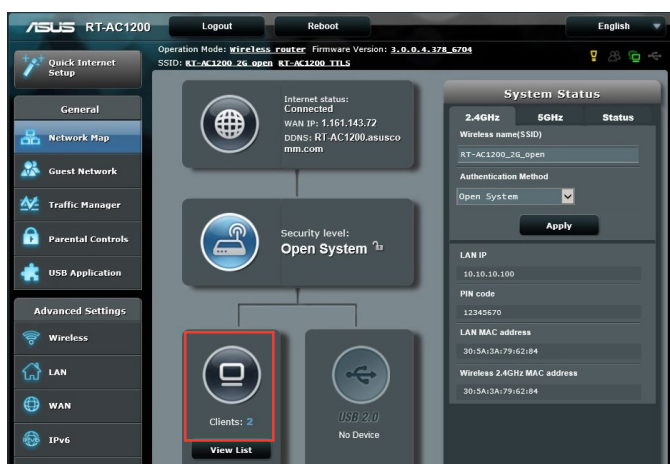 ASUS RT-AC1200
Logout
Reboot
English
Operation Mode: Wireless router Firmware Version: 3.0.0.4.378_6704
SSID: RT-AC1200_2G_open RT-AC1200_TTLS
Quick Internet
Setup
General
Network Map
Guest Network
Traffic Manager
Parental Controls
USB Application
Advanced Settings
Wireless
LAN
WAN
IPv6
Internet status:
Connected
WAN IP: 1.161.143.72
DDNS: RT-AC1200.asusco
mm.com
Security level:
Open System
Clients: 2
View List
USB 2.0
No Device
System Status
2.4GHz 5GHz Status
Wireless name(SSID)
RT-AC1200_2G_open
Authentication Method
Open System
Apply
LAN IP
10.10.10.100
PIN code
12345670
LAN MAC address
30:5A:3A:79:62:84
Wireless 2.4GHz MAC address
30:5A:3A:79:62:84